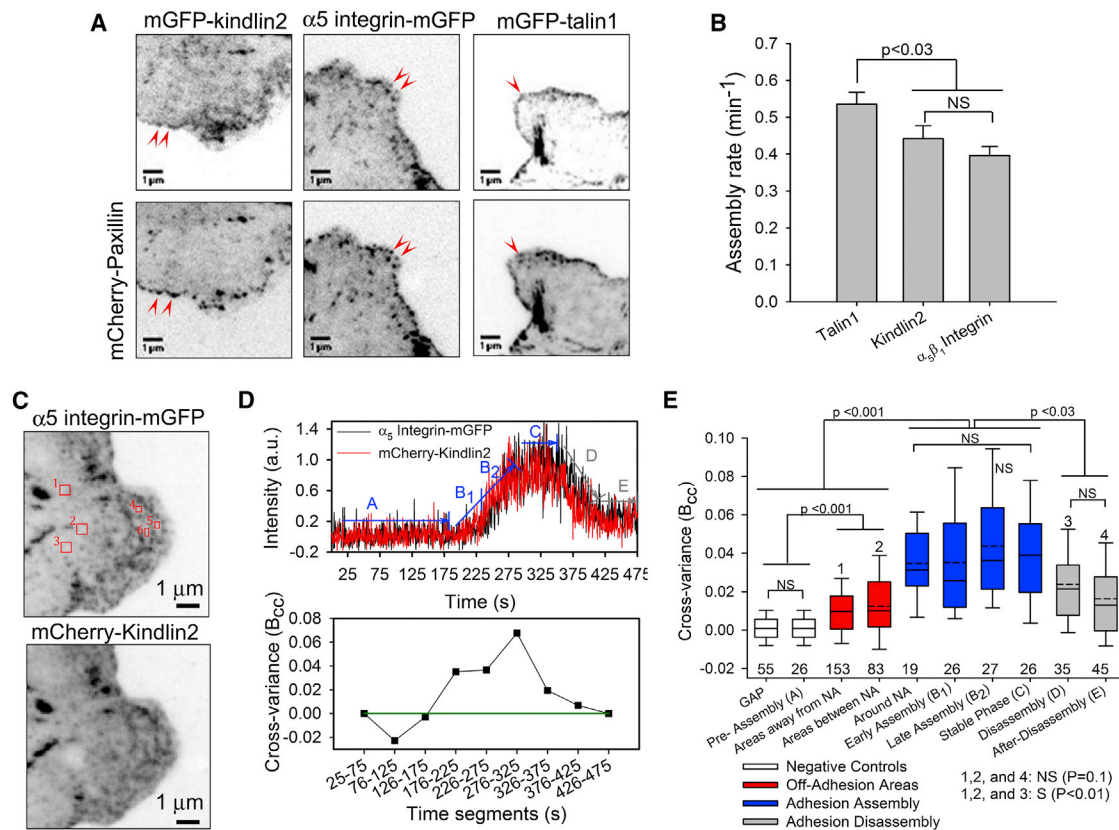 A
mGFP-kindlin2
α5 integrin-mGFP
mGFP-talin1
mCherry-Paxillin
1 µm
1 µm
1 µm
1 µm
1 µm
1 µm
B
Assembly rate (min⁻¹)
0.7
0.6
0.5
0.4
0.3
0.2
0.1
0.0
p<0.03
NS
Talin1
Kindlin2
α₅β₁ Integrin
C
α5 integrin-mGFP
1
2
3
4
5
6
1 µm
mCherry-Kindlin2
1 µm
D
Intensity (a.u.)
1.4
1.0
0.6
0.2
-0.2
α₅ Integrin-mGFP
mCherry-Kindlin2
A
B₁
B₂
C
D
E
25 75 125 175 225 275 325 375 425 475
Time (s)
Cross-variance (B_CC)
0.08
0.06
0.04
0.02
0.00
-0.02
25-75
76-125
126-175
176-225
226-275
276-325
326-375
376-425
426-475
Time segments (s)
E
Cross-variance (B_CC)
0.10
0.08
0.06
0.04
0.02
0.00
-0.02
p <0.001
p <0.03
NS
NS
p <0.001
NS
NS
1
2
3
4
55 26 153 83 19 26 27 26 35 45
GAP
Pre- Assembly (A)
Areas away from NA
Areas between NA
Around NA
Early Assembly (B₁)
Late Assembly (B₂)
Stable Phase (C)
Disassembly (D)
After-Disassembly (E)
Negative Controls
Off-Adhesion Areas
Adhesion Assembly
Adhesion Disassembly
1,2, and 4: NS (P=0.1)
1,2, and 3: S (P<0.01)